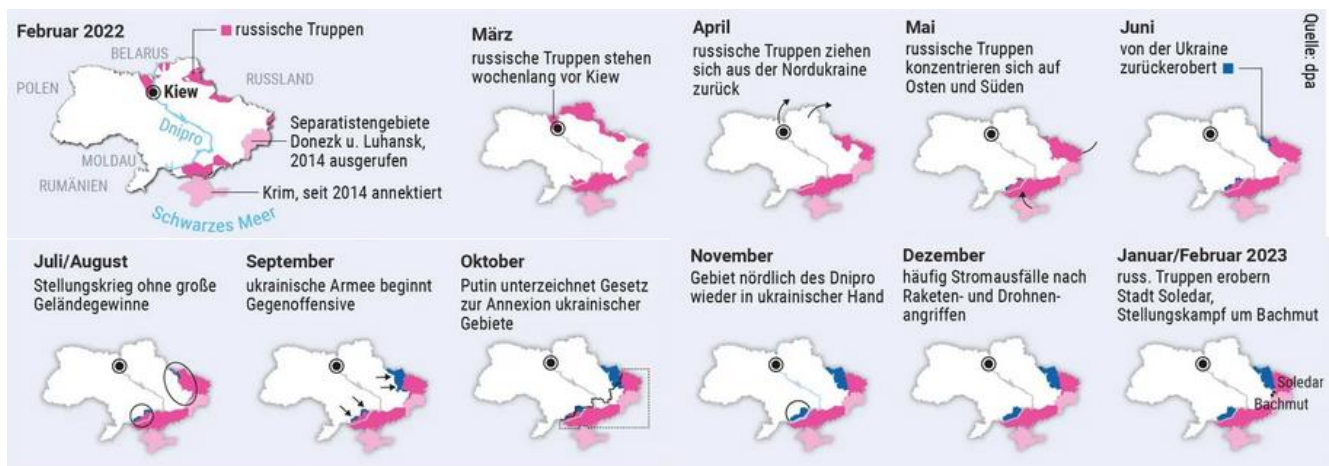 Februar 2022
russische Truppen
BELARUS
POLEN
RUSSLAND
Kiew
Dnipro
Separatistengebiete
Donezk u. Luhansk,
2014 ausgerufen
MOLDAU
RUMÄNIEN
Krim, seit 2014 annektiert
Schwarzes Meer
März
russische Truppen stehen
wochenlang vor Kiew
April
russische Truppen ziehen
sich aus der Nordukraine
zurück
Mai
russische Truppen
konzentrieren sich auf
Osten und Süden
Juni
von der Ukraine
zurückerobert
Quelle: dpa
Juli/August
Stellungskrieg ohne große
Geländegewinne
September
ukrainische Armee beginnt
Gegenoffensive
Oktober
Putin unterzeichnet Gesetz
zur Annexion ukrainischer
Gebiete
November
Gebiet nördlich des Dnipro
wieder in ukrainischer Hand
Dezember
häufig Stromausfälle nach
Raketen- und Drohnen-
angriffen
Januar/Februar 2023
russ. Truppen erobern
Stadt Soledar,
Stellungskampf um Bachmut
Soledar
Bachmut